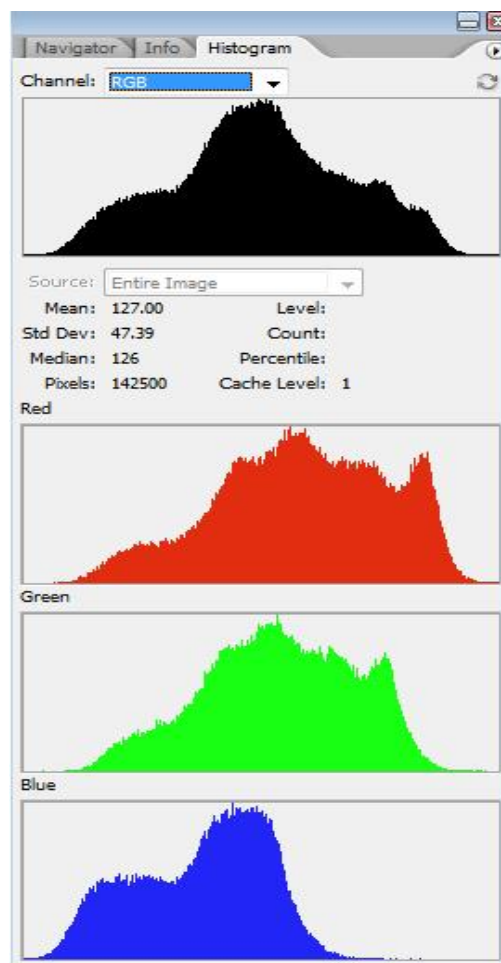 Navigator Info Histogram
Channel: RGB
Source: Entire Image
Mean: 127.00 Level:
Std Dev: 47.39 Count:
Median: 126 Percentile:
Pixels: 142500 Cache Level: 1
Red
Green
Blue